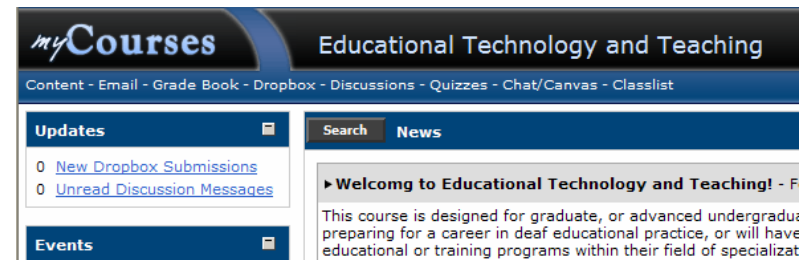 myCourses
Educational Technology and Teaching
Content - Email - Grade Book - Dropbox - Discussions - Quizzes - Chat/Canvas - Classlist
Updates
0 New Dropbox Submissions
0 Unread Discussion Messages
Events
Search News
Welcomg to Educational Technology and Teaching! - F
This course is designed for graduate, or advanced undergradua
preparing for a career in deaf educational practice, or will have
educational or training programs within their field of specializat